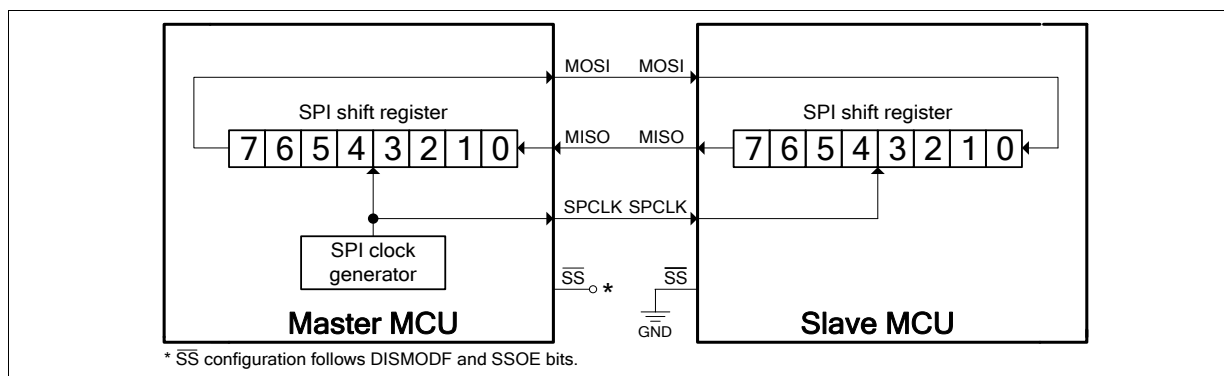 MOSI MOSI
SPI shift register SPI shift register
7 6 5 4 3 2 1 0 MISO MISO 7 6 5 4 3 2 1 0
SPCLK SPCLK
SPI clock
generator
SS * SS
GND
Master MCU Slave MCU
* SS configuration follows DISMODF and SSOE bits.